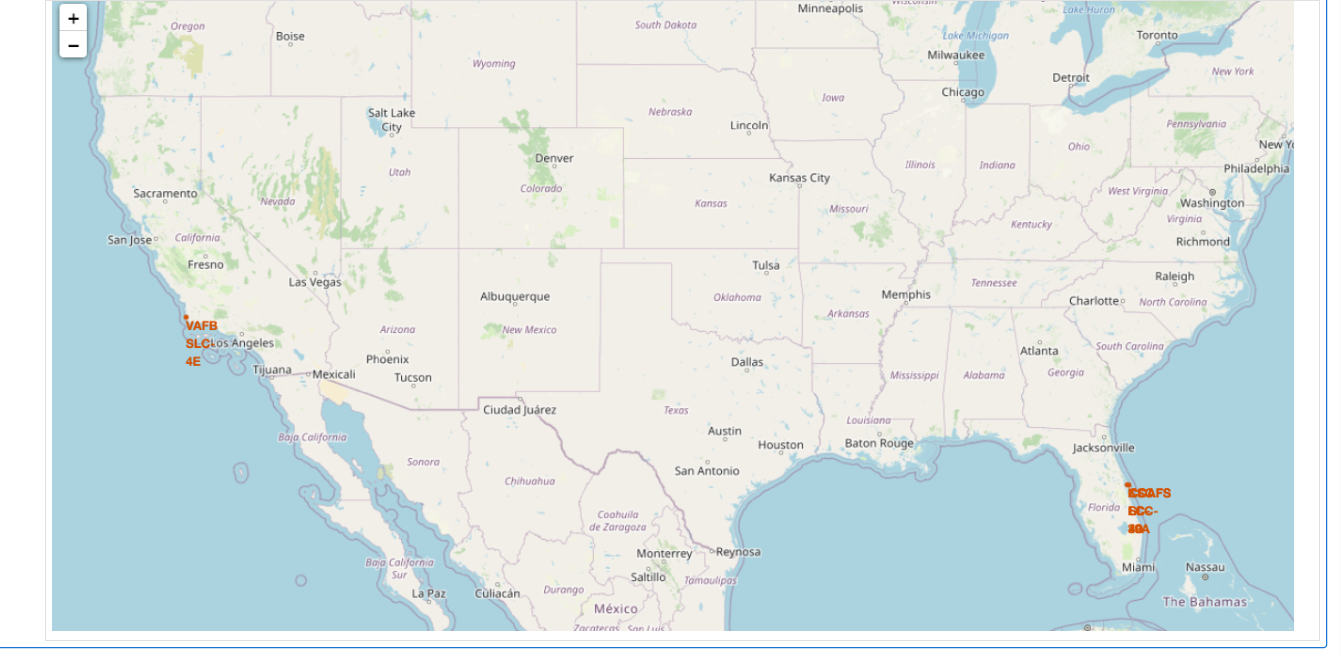 +
−
Oregon
Boise
South Dakota
Minneapolis
Wisconsin
Lake Huron
Toronto
Lake Michigan
Milwaukee
Wyoming
Detroit
New York
Chicago
Iowa
Salt Lake
City
Nebraska
Lincoln
Pennsylvania
New Yo
Ohio
Denver
Utah
Illinois
Indiana
Philadelphia
Kansas City
Colorado
Sacramento
Nevada
West Virginia
Washington
Kansas
Missouri
Virginia
Kentucky
San Jose
California
Richmond
Fresno
Tulsa
Raleigh
Las Vegas
Tennessee
Albuquerque
Oklahoma
Memphis
Charlotte
North Carolina
Arkansas
VAFB
SLC-
4E
Arizona
New Mexico
Los Angeles
South Carolina
Atlanta
Phoenix
Dallas
Tijuana
Mexicali
Tucson
Mississippi
Alabama
Georgia
Ciudad Juárez
Texas
Louisiana
Austin
Baja California
Houston
Baton Rouge
Jacksonville
Sonora
San Antonio
Chihuahua
Florida
Coahuila
de Zaragoza
Monterrey
Reynosa
Baja California
Sur
Miami
Nassau
Saltillo
Tamaulipas
La Paz
Culiacán
Durango
The Bahamas
México
Zacatecas
San Luis